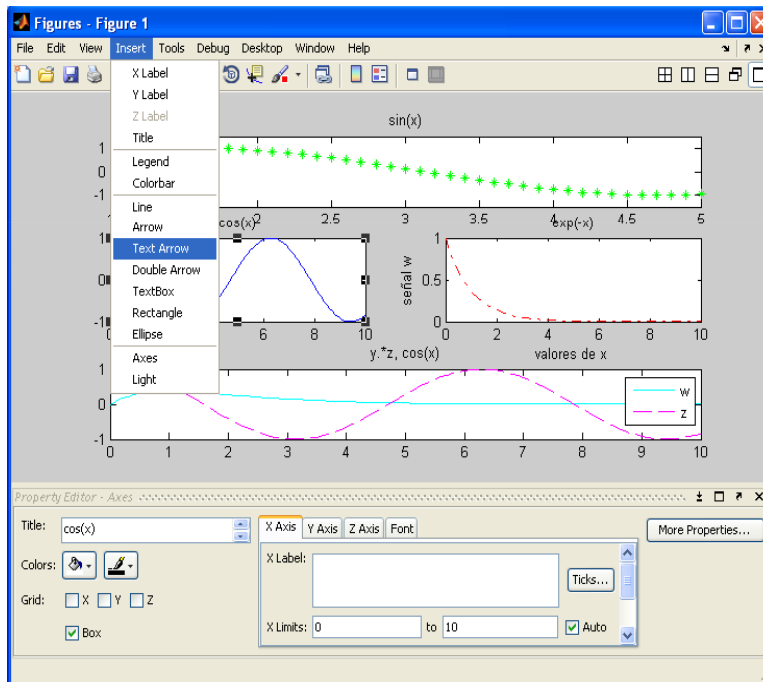 Figures - Figure 1
File Edit View Insert Tools Debug Desktop Window Help
X Label
Y Label
Z Label
Title
Legend
Colorbar
Line
Arrow
Text Arrow
Double Arrow
TextBox
Rectangle
Ellipse
Axes
Light
sin(x)
1
0
-1
2 2.5 3 3.5 4 4.5 5
cos(x)
1
0
-1
6 8 10
exp(-x)
señal w
1
0.5
0
0 2 4 6 8 10
valores de x
y.*z, cos(x)
1
0
-1
0 1 2 3 4 5 6 7 8 9 10
w
z
Property Editor - Axes
Title: cos(x)
Colors:
Grid: X Y Z
Box
X Axis Y Axis Z Axis Font
X Label:
Ticks...
X Limits: 0 to 10 Auto
More Properties...